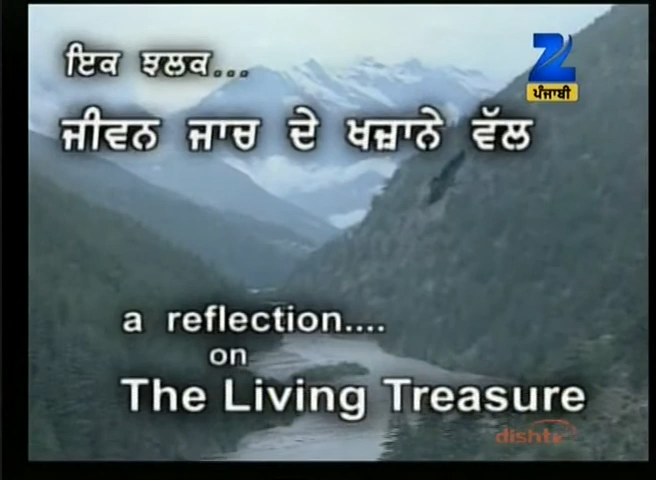 ਇਕ ਝਲਕ...
ਜੀਵਨ ਜਾਚ ਦੇ ਖਜ਼ਾਨੇ ਵੱਲ
Z
ਪੰਜਾਬੀ
a reflection....
on
The Living Treasure
dishtv